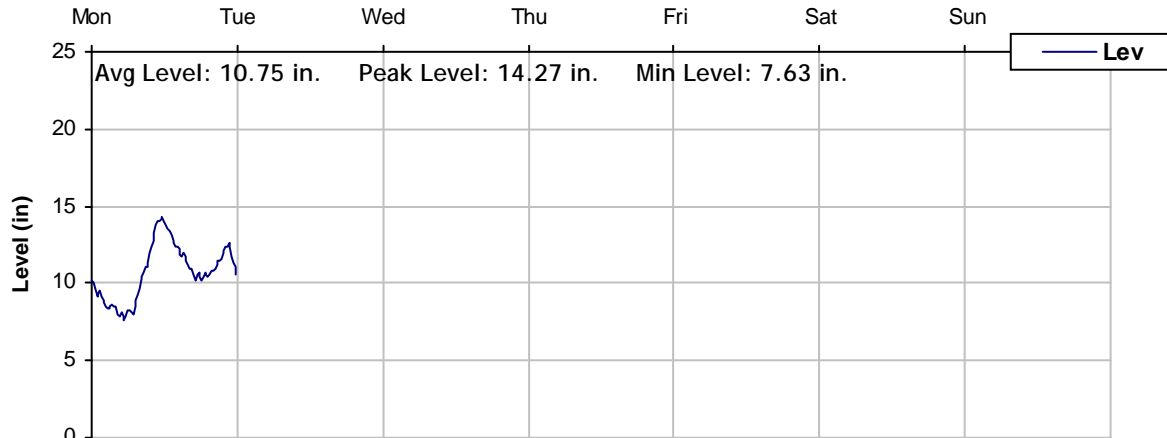 Mon Tue Wed Thu Fri Sat Sun
25
Lev
Avg Level: 10.75 in. Peak Level: 14.27 in. Min Level: 7.63 in.
20
15
Level (in)
10
5
0